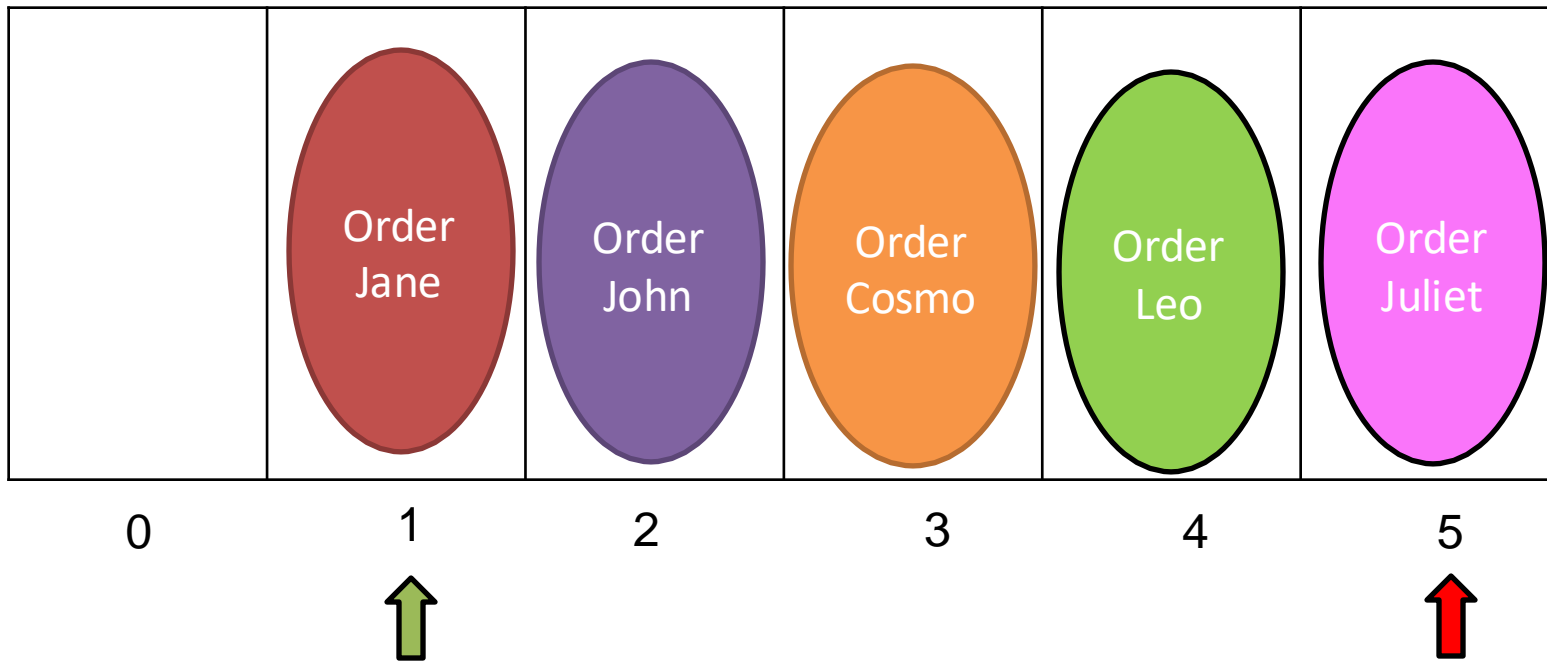 Order
Jane
Order
John
Order
Cosmo
Order
Leo
Order
Juliet
0 1 2 3 4 5